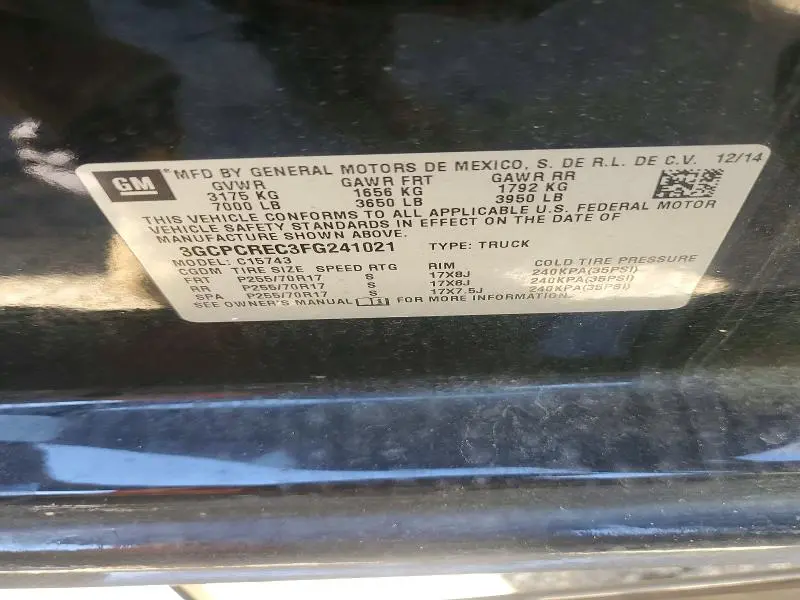 GM
MFD BY GENERAL MOTORS DE MEXICO, S. DE R.L. DE C.V. 12/14
GVWR GAWR FRT GAWR RR
3175 KG 1656 KG 1792 KG
7000 LB 3650 LB 3950 LB
THIS VEHICLE CONFORMS TO ALL APPLICABLE U.S. FEDERAL MOTOR
VEHICLE SAFETY STANDARDS IN EFFECT ON THE DATE OF
MANUFACTURE SHOWN ABOVE.
3GCPCREC3FG241021 TYPE: TRUCK
MODEL: C15743
CGDM TIRE SIZE SPEED RTG RIM COLD TIRE PRESSURE
FRT P255/70R17 S 17X8J 240KPA(35PSI)
RR P255/70R17 S 17X8J 240KPA(35PSI)
SPA P255/70R17 S 17X7.5J 240KPA(35PSI)
SEE OWNER'S MANUAL FOR MORE INFORMATION.